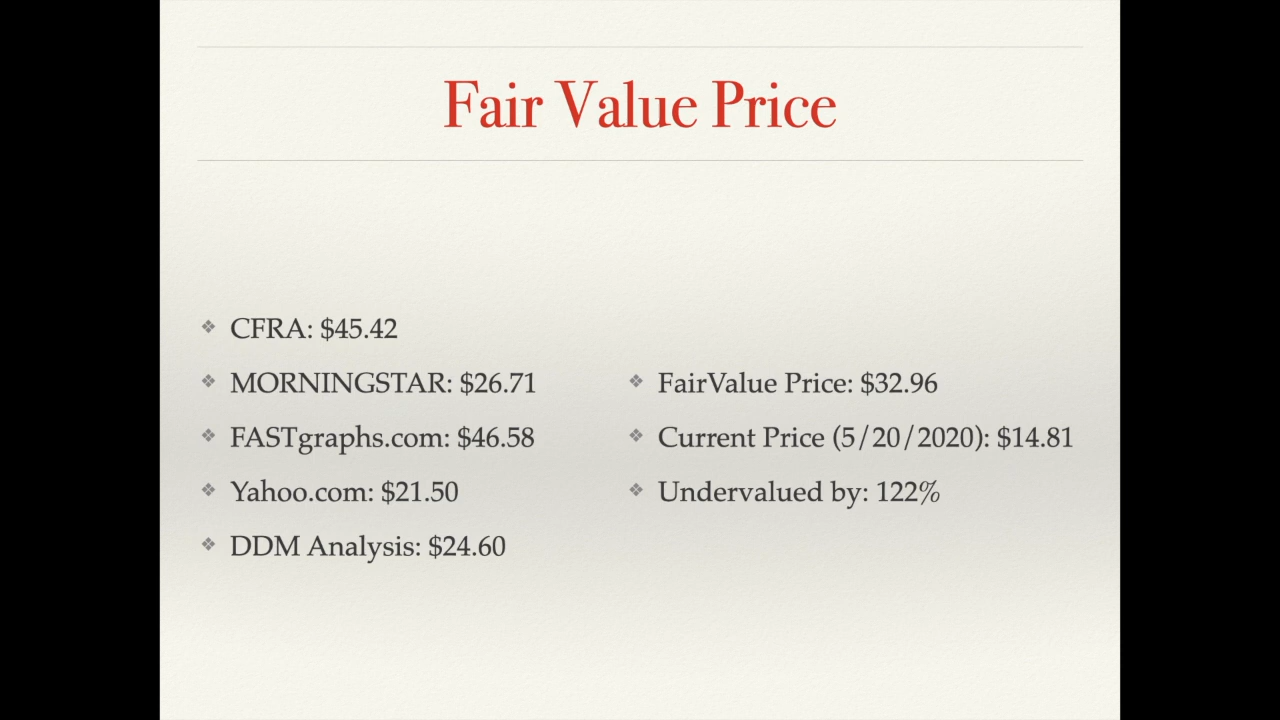 Fair Value Price
CFRA: $45.42
MORNINGSTAR: $26.71
FASTgraphs.com: $46.58
Yahoo.com: $21.50
DDM Analysis: $24.60
FairValue Price: $32.96
Current Price (5/20/2020): $14.81
Undervalued by: 122%